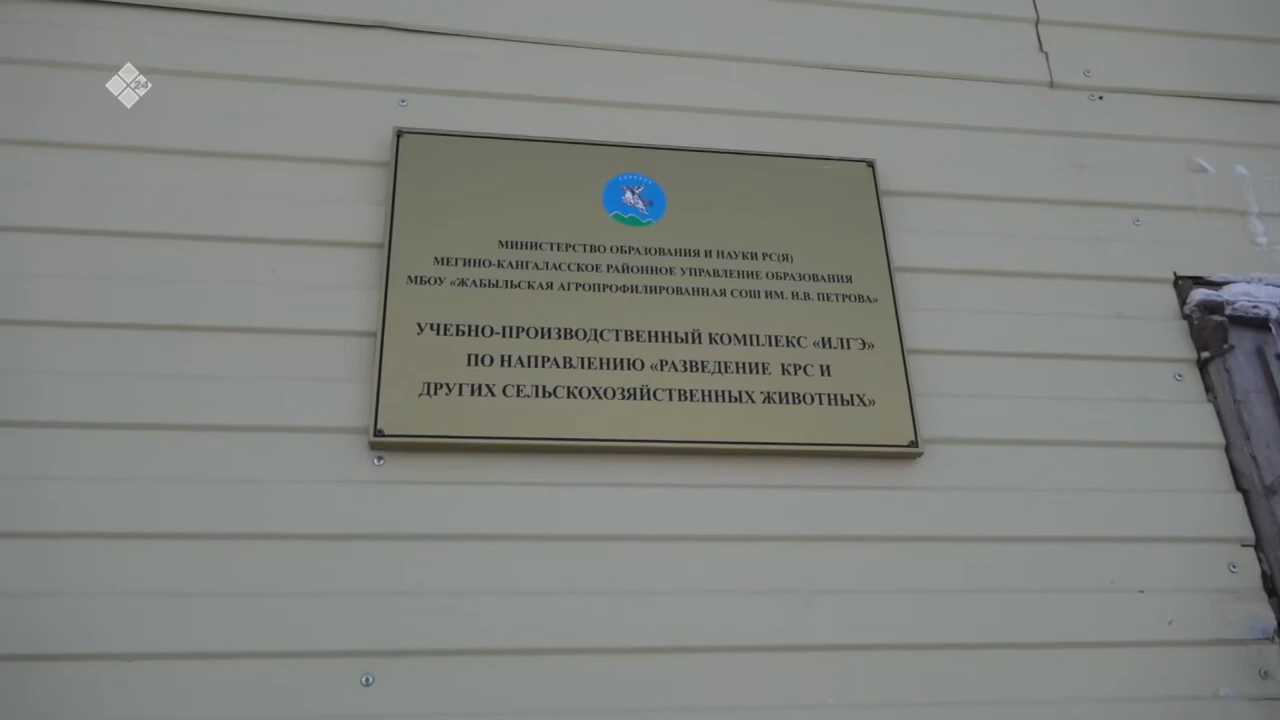 24
МИНИСТЕРСТВО ОБРАЗОВАНИЯ И НАУКИ РС(Я)
МЕГИНО-КАНГАЛАССКОЕ РАЙОННОЕ УПРАВЛЕНИЕ ОБРАЗОВАНИЯ
МБОУ «ЖАБЫЛЬСКАЯ АГРОПРОФИЛИРОВАННАЯ СОШ ИМ. Н.В. ПЕТРОВА»
УЧЕБНО-ПРОИЗВОДСТВЕННЫЙ КОМПЛЕКС «ИЛГЭ»
ПО НАПРАВЛЕНИЮ «РАЗВЕДЕНИЕ КРС И
ДРУГИХ СЕЛЬСКОХОЗЯЙСТВЕННЫХ ЖИВОТНЫХ»